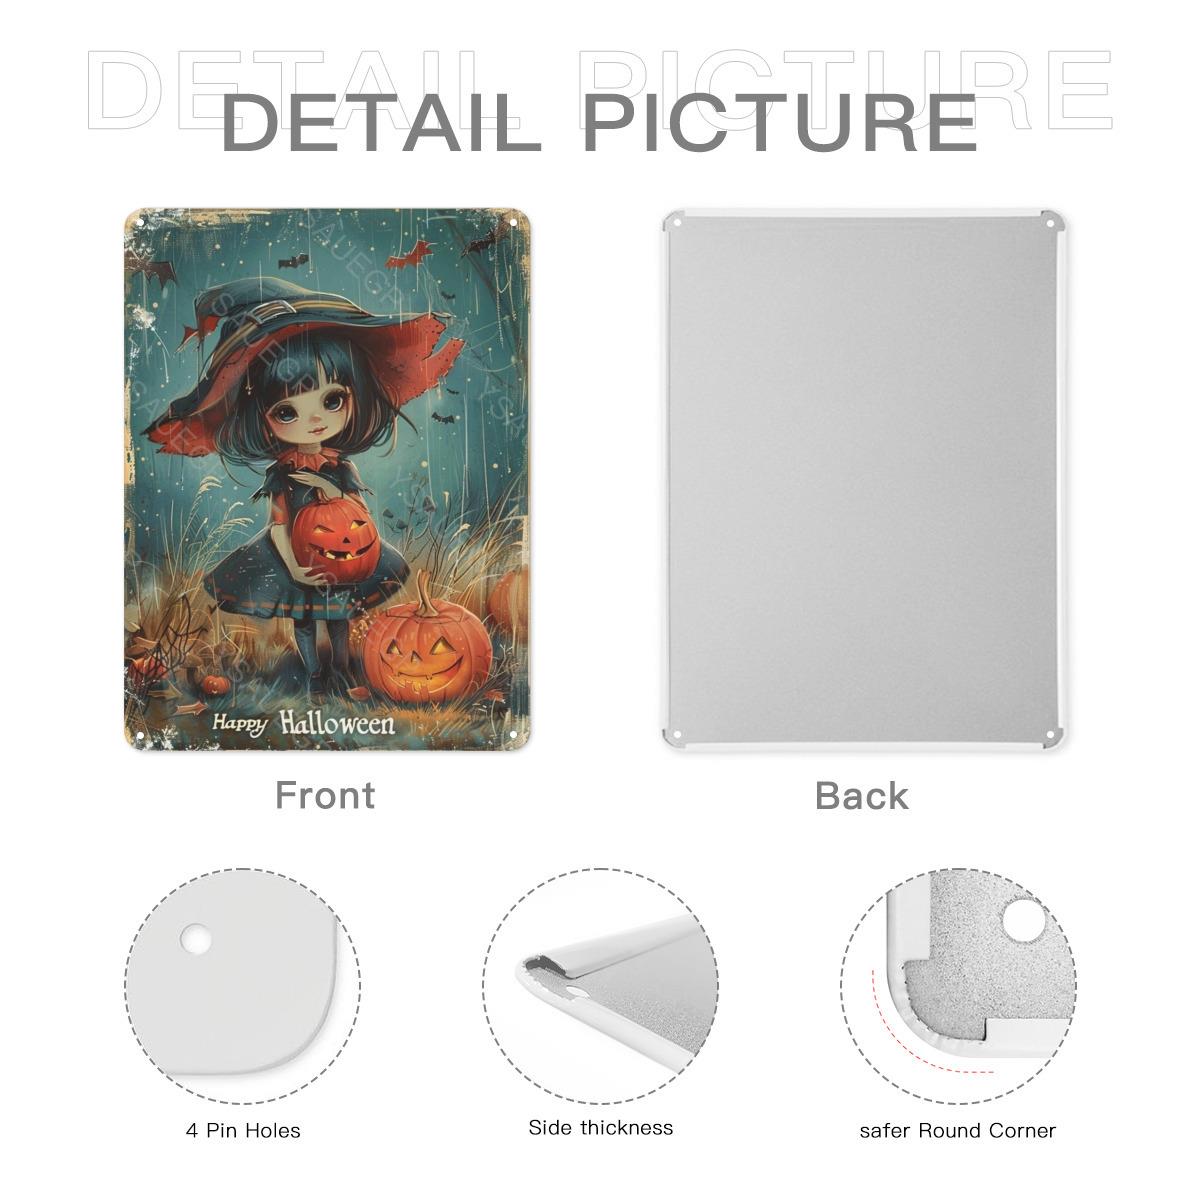 DETAIL PICTURE
DETAIL PICTURE
Happy Halloween
Front
Back
4 Pin Holes
Side thickness
safer Round Corner